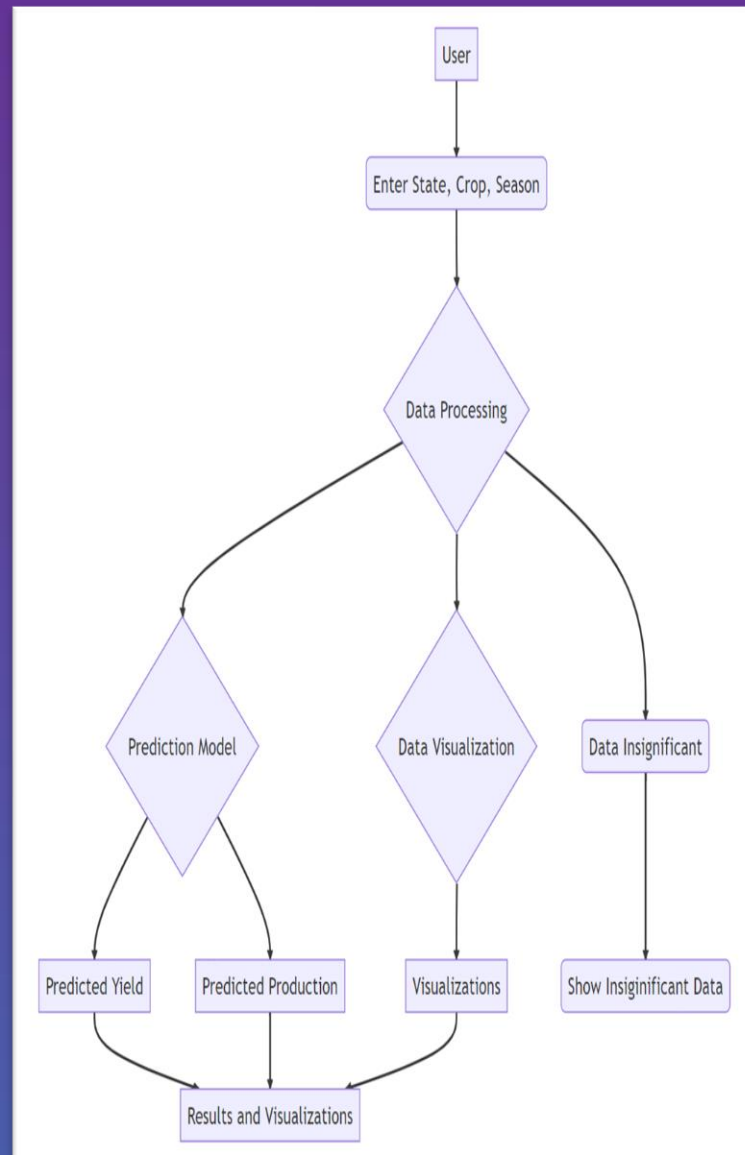 User
Enter State, Crop, Season
Data Processing
Prediction Model
Data Visualization
Data Insignificant
Predicted Yield
Predicted Production
Visualizations
Show Insiginificant Data
Results and Visualizations